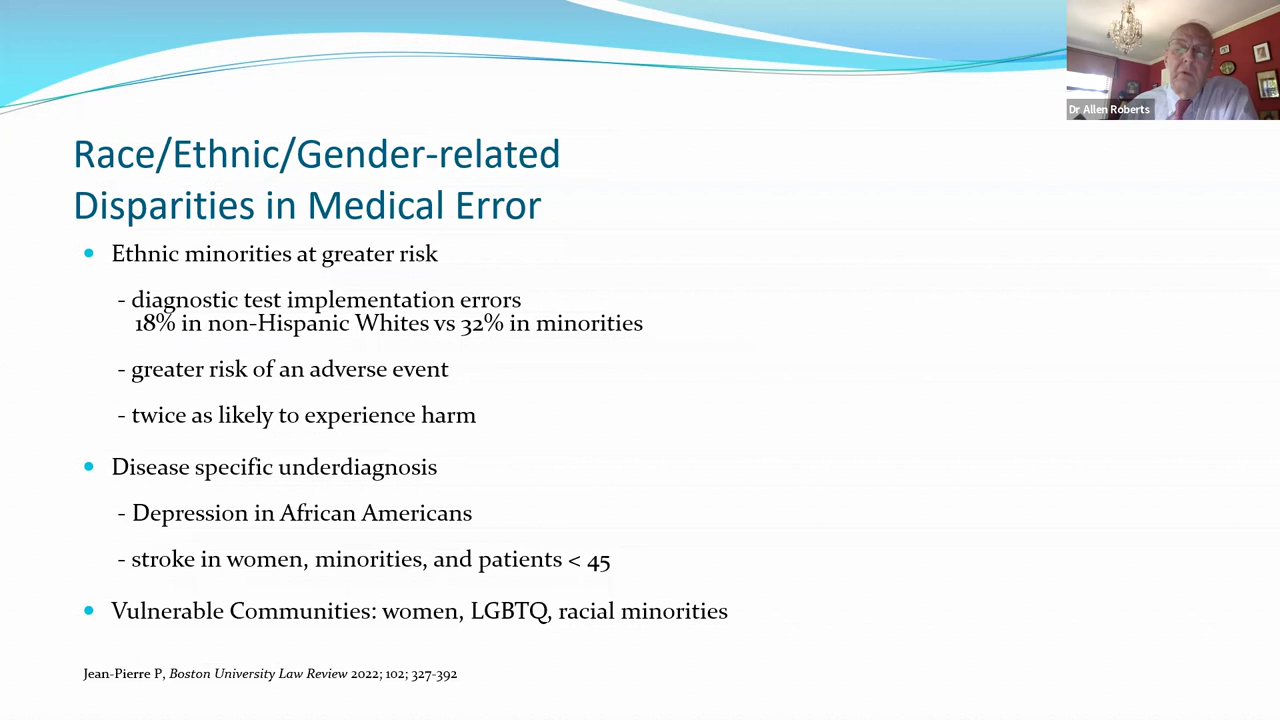 Dr Allen Roberts
Race/Ethnic/Gender-related
Disparities in Medical Error
• Ethnic minorities at greater risk
- diagnostic test implementation errors
18% in non-Hispanic Whites vs 32% in minorities
- greater risk of an adverse event
- twice as likely to experience harm
• Disease specific underdiagnosis
- Depression in African Americans
- stroke in women, minorities, and patients < 45
• Vulnerable Communities: women, LGBTQ, racial minorities
Jean-Pierre P, Boston University Law Review 2022; 102; 327-392